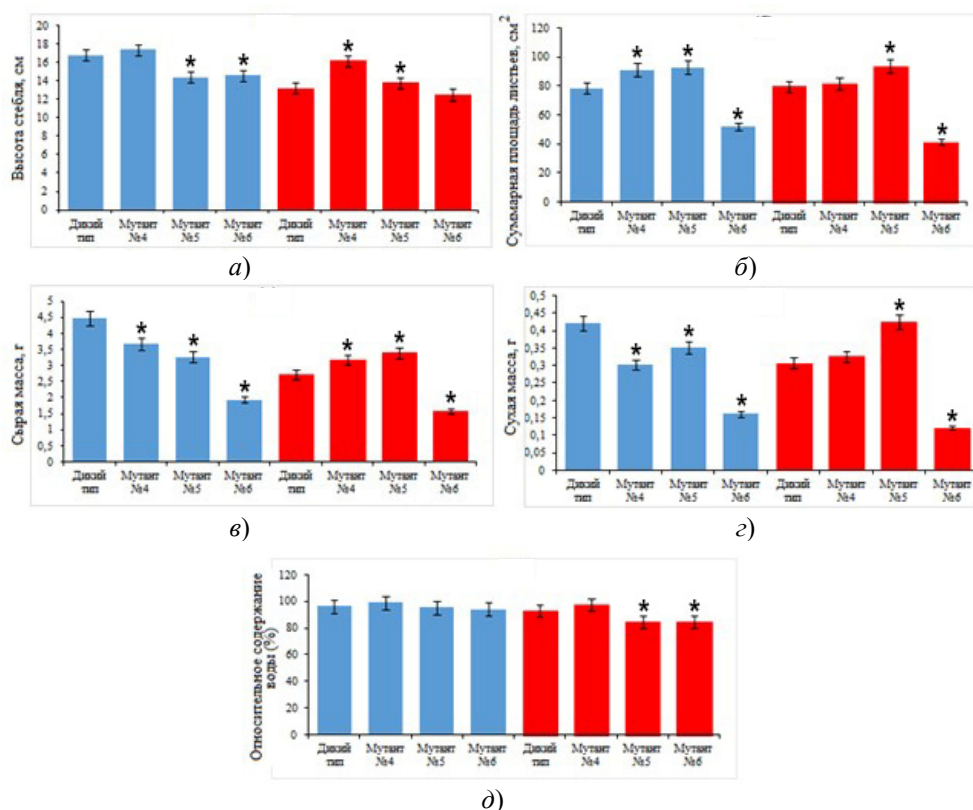 Высота стебля, см
20
18
16
14
12
10
8
6
4
2
0
* * * *
Дикий тип
Мутант №4
Мутант №5
Мутант №6
Дикий тип
Мутант №4
Мутант №5
Мутант №6
а)
Суммарная площадь листьев, см²
120
100
80
60
40
20
0
* * * * *
Дикий тип
Мутант №4
Мутант №5
Мутант №6
Дикий тип
Мутант №4
Мутант №5
Мутант №6
б)
Сырая масса, г
5
4,5
4
3,5
3
2,5
2
1,5
1
0,5
0
* * * * * *
Дикий тип
Мутант №4
Мутант №5
Мутант №6
Дикий тип
Мутант №4
Мутант №5
Мутант №6
в)
Сухая масса, г
0,5
0,45
0,4
0,35
0,3
0,25
0,2
0,15
0,1
0,05
0
* * * * *
Дикий тип
Мутант №4
Мутант №5
Мутант №6
Дикий тип
Мутант №4
Мутант №5
Мутант №6
г)
Относительное содержание
воды (%)
120
100
80
60
40
20
0
* *
Дикий тип
Мутант №4
Мутант №5
Мутант №6
Дикий тип
Мутант №4
Мутант №5
Мутант №6
д)